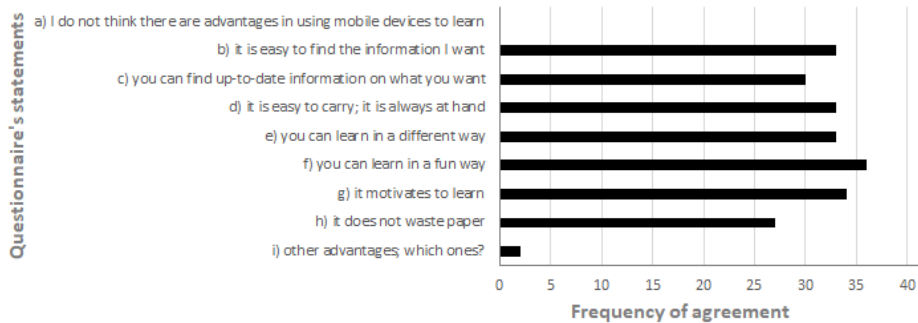 Questionnaire's statements
a) I do not think there are advantages in using mobile devices to learn
b) it is easy to find the information I want
c) you can find up-to-date information on what you want
d) it is easy to carry; it is always at hand
e) you can learn in a different way
f) you can learn in a fun way
g) it motivates to learn
h) it does not waste paper
i) other advantages; which ones?
0 5 10 15 20 25 30 35 40
Frequency of agreement